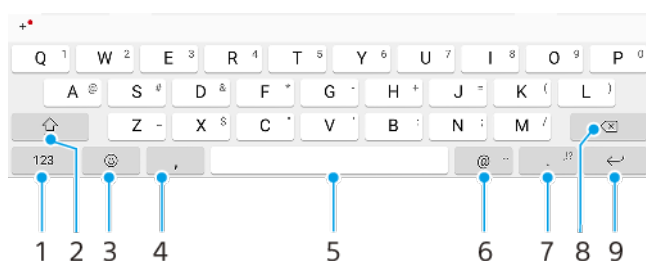 +
Q 1 W 2 E 3 R 4 T 5 Y 6 U 7 I 8 O 9 P 0
A @ S # D & F * G - H + J = K ( L )
Z _ X $ C " V ' B : N ; M /
123 , @ . ,!?
1 2 3 4 5 6 7 8 9